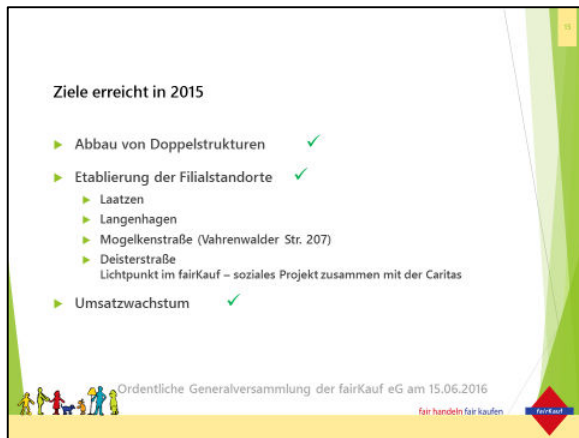 Ziele erreicht in 2015
Abbau von Doppelstrukturen
Etablierung der Filialstandorte
Laatzen
Langenhagen
Mogelkenstraße (Vahrenwalder Str. 207)
Deisterstraße
Lichtpunkt im fairKauf – soziales Projekt zusammen mit der Caritas
Umsatzwachstum
Ordentliche Generalversammlung der fairKauf eG am 15.06.2016
fair handeln fair kaufen
fairKauf